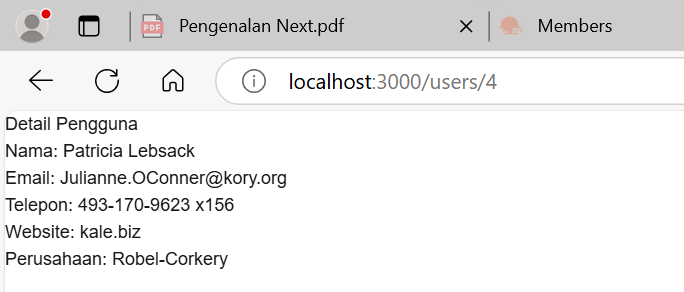 Pengenalan Next.pdf
Members
localhost:3000/users/4
Detail Pengguna
Nama: Patricia Lebsack
Email: Julianne.OConner@kory.org
Telepon: 493-170-9623 x156
Website: kale.biz
Perusahaan: Robel-Corkery